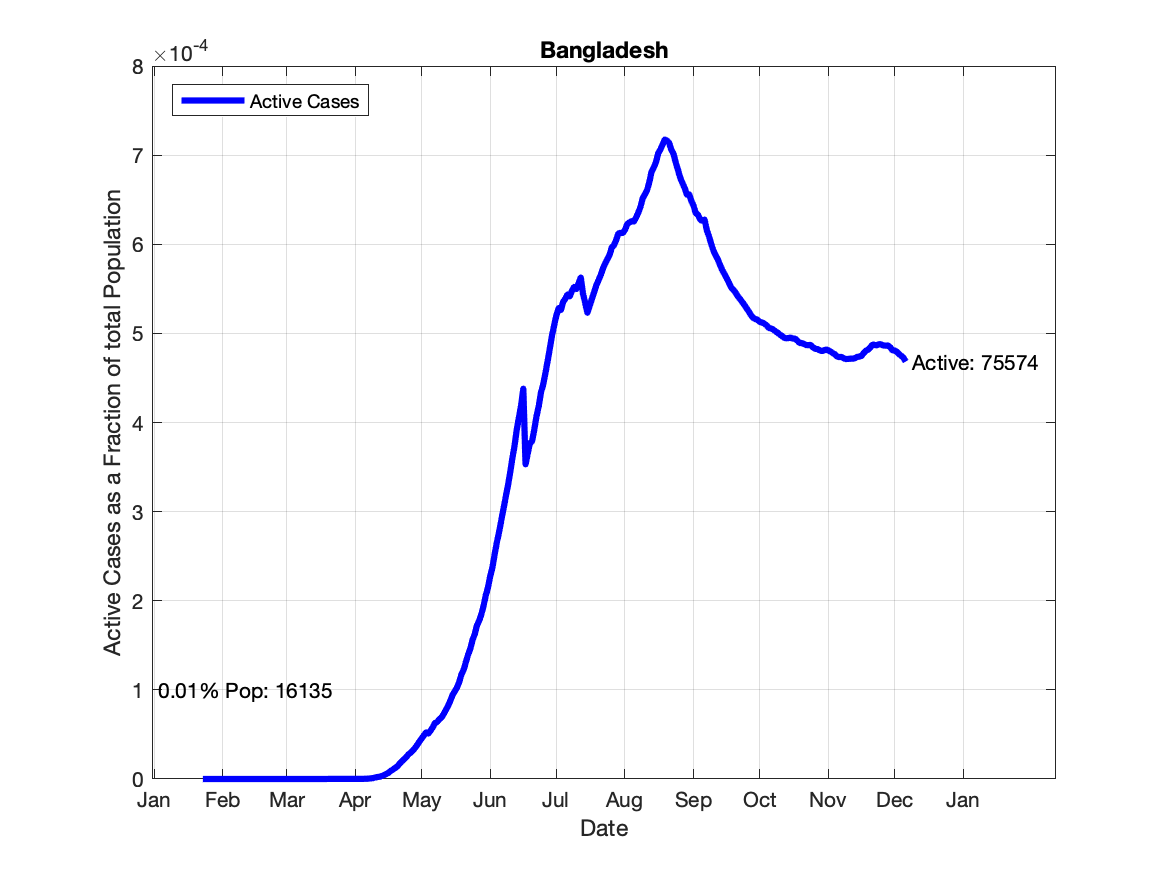 Bangladesh
×10-4
Active Cases
8
7
6
5
4
3
2
1
0
Active Cases as a Fraction of total Population
Active: 75574
0.01% Pop: 16135
Jan Feb Mar Apr May Jun Jul Aug Sep Oct Nov Dec Jan
Date